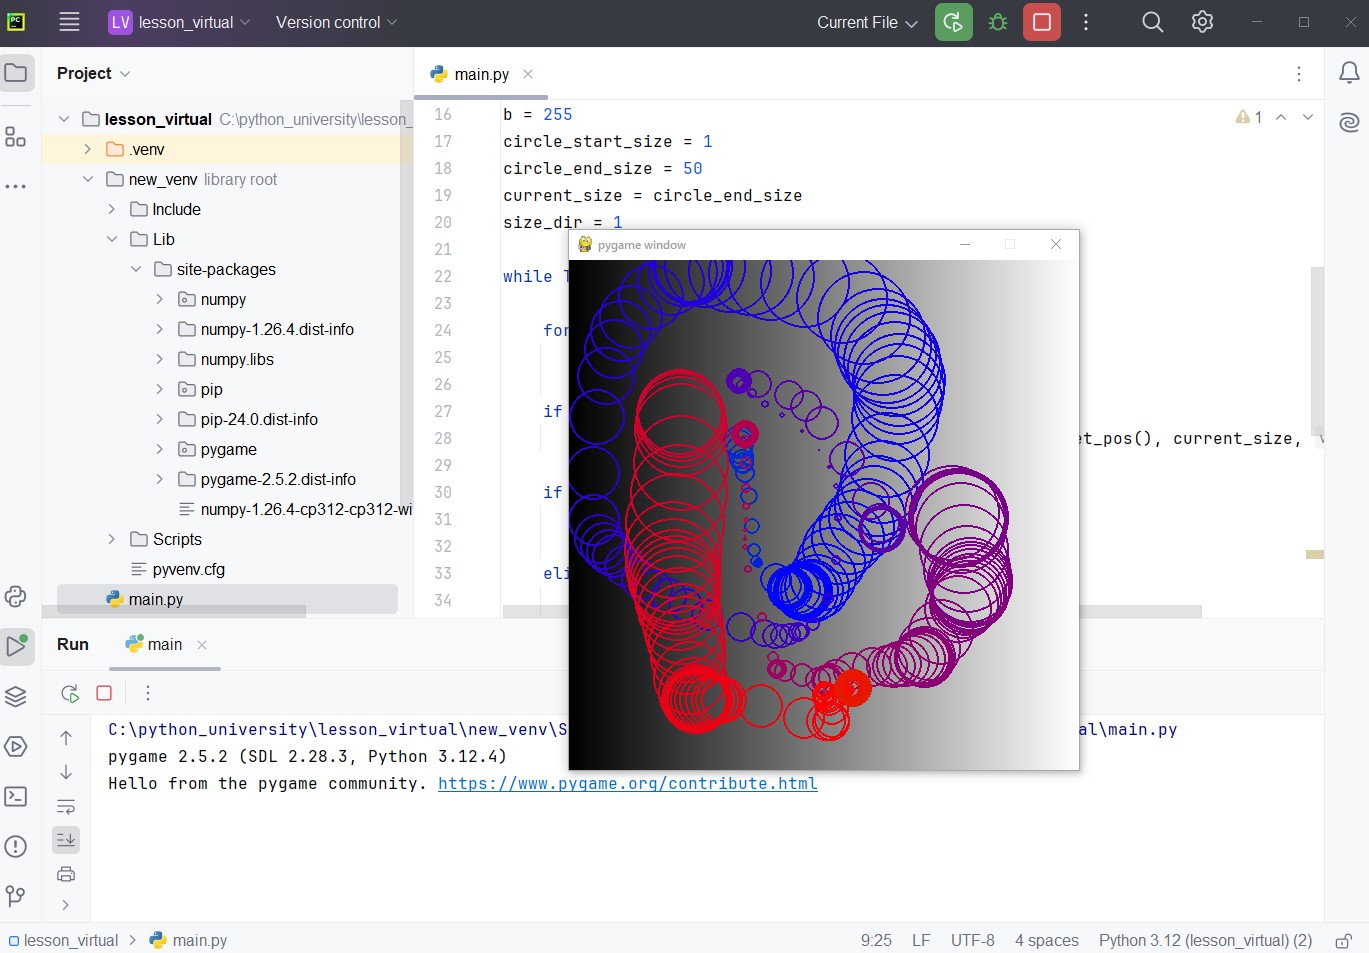 LV lesson_virtual Version control Current File
Project
main.py
lesson_virtual C:\python_university\lesson_
.venv
new_venv library root
Include
Lib
site-packages
numpy
numpy-1.26.4.dist-info
numpy.libs
pip
pip-24.0.dist-info
pygame
pygame-2.5.2.dist-info
numpy-1.26.4-cp312-cp312-wi
Scripts
pyvenv.cfg
main.py
1
16 b = 255
17 circle_start_size = 1
18 circle_end_size = 50
19 current_size = circle_end_size
20 size_dir = 1
21
22 while
23
24 for
25
26
27 if
28 et_pos(), current_size,
29
30 if
31
32
33 eli
34
pygame window
Run main
C:\python_university\lesson_virtual\new_venv\S al\main.py
pygame 2.5.2 (SDL 2.28.3, Python 3.12.4)
Hello from the pygame community. https://www.pygame.org/contribute.html
lesson_virtual > main.py
9:25 LF UTF-8 4 spaces Python 3.12 (lesson_virtual) (2)